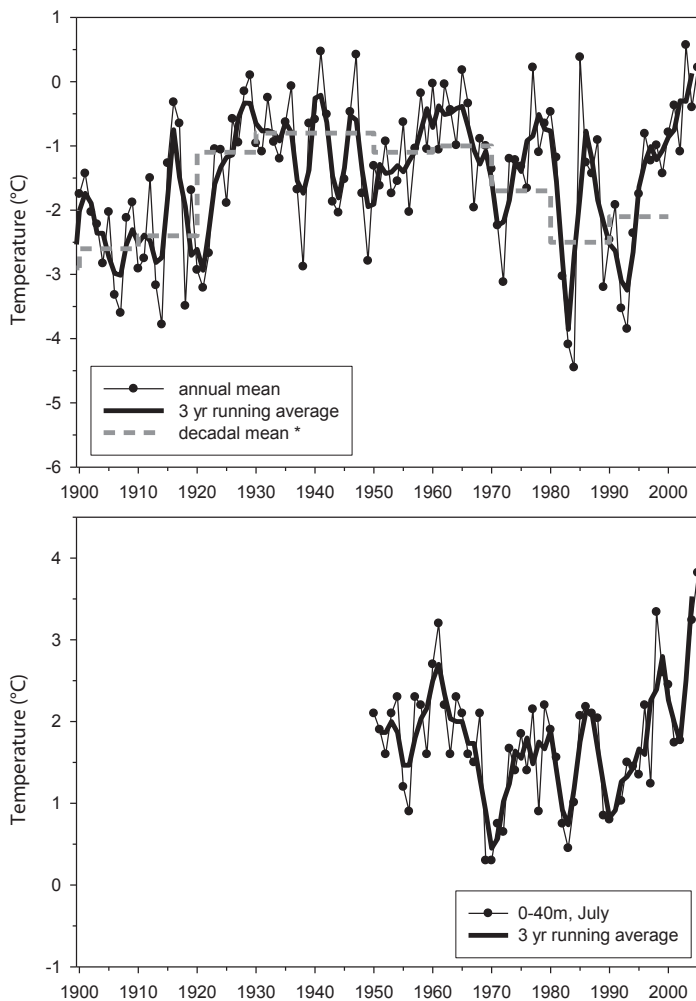 1
0
-1
-2
-3
-4
-5
-6
Temperature (°C)
annual mean
3 yr running average
decadal mean *
1900 1910 1920 1930 1940 1950 1960 1970 1980 1990 2000
4
3
2
1
0
-1
Temperature (°C)
0-40m, July
3 yr running average
1900 1910 1920 1930 1940 1950 1960 1970 1980 1990 2000